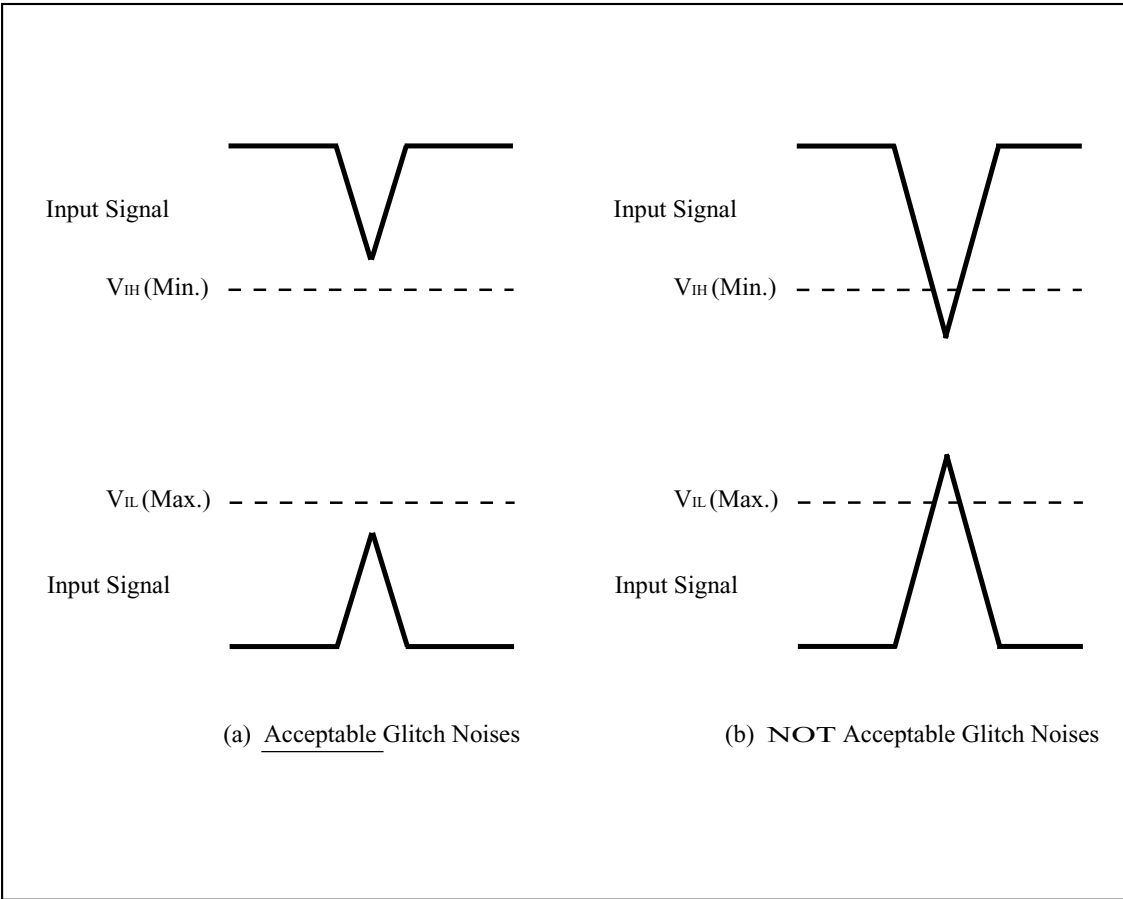 Input Signal
Input Signal
VIH (Min.)
VIH (Min.)
VIL (Max.)
VIL (Max.)
Input Signal
Input Signal
(a) Acceptable Glitch Noises
(b) NOT Acceptable Glitch Noises